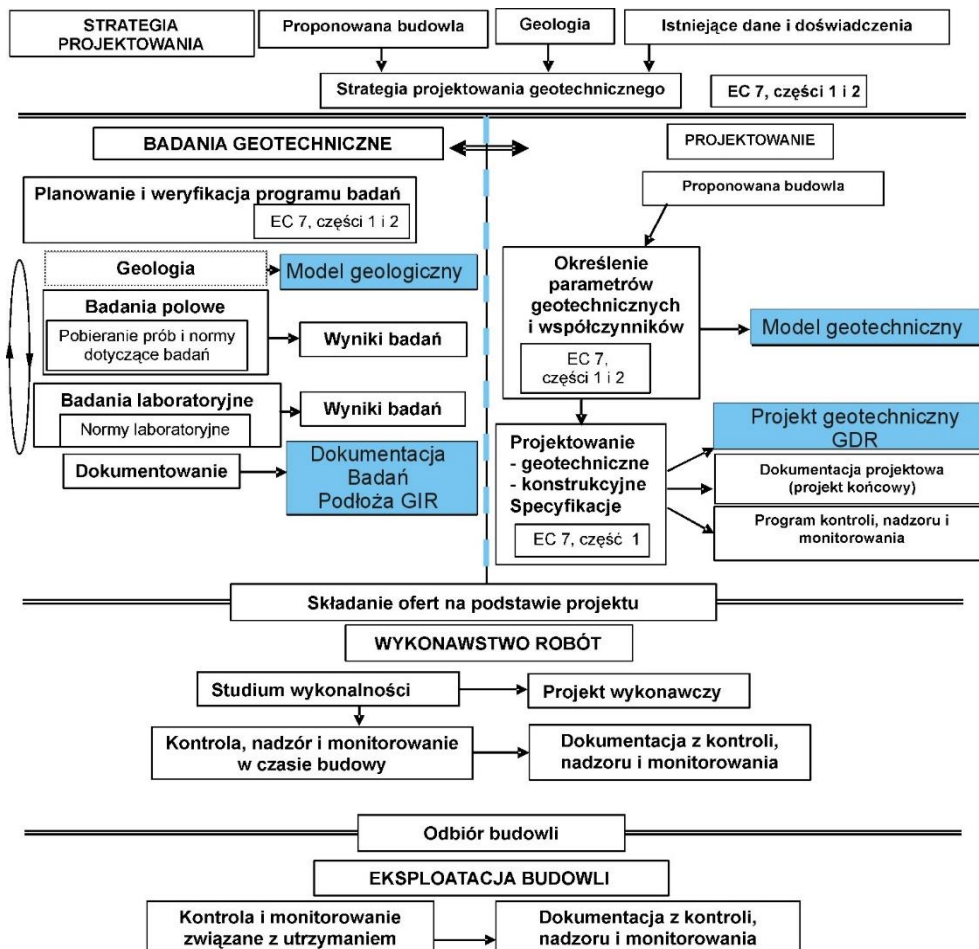 STRATEGIA
PROJEKTOWANIA
Proponowana budowla
Geologia
Istniejące dane i doświadczenia
Strategia projektowania geotechnicznego
EC 7, części 1 i 2
BADANIA GEOTECHNICZNE
PROJEKTOWANIE
Planowanie i weryfikacja programu badań
EC 7, części 1 i 2
Geologia
Model geologiczny
Badania polowe
Pobieranie prób i normy
dotyczące badań
Wyniki badań
Badania laboratoryjne
Normy laboratoryjne
Wyniki badań
Dokumentowanie
Dokumentacja
Badań
Podłoża GIR
Proponowana budowla
Określenie
parametrów
geotechnicznych
i współczynników
EC 7,
części 1 i 2
Model geotechniczny
Projektowanie
- geotechniczne
- konstrukcyjne
Specyfikacje
EC 7, część 1
Projekt geotechniczny
GDR
Dokumentacja projektowa
(projekt końcowy)
Program kontroli, nadzoru i
monitorowania
Składanie ofert na podstawie projektu
WYKONAWSTWO ROBÓT
Studium wykonalności
Projekt wykonawczy
Kontrola, nadzór i monitorowanie
w czasie budowy
Dokumentacja z kontroli,
nadzoru i monitorowania
Odbiór budowli
EKSPLOATACJA BUDOWLI
Kontrola i monitorowanie
związane z utrzymaniem
Dokumentacja z kontroli,
nadzoru i monitorowania